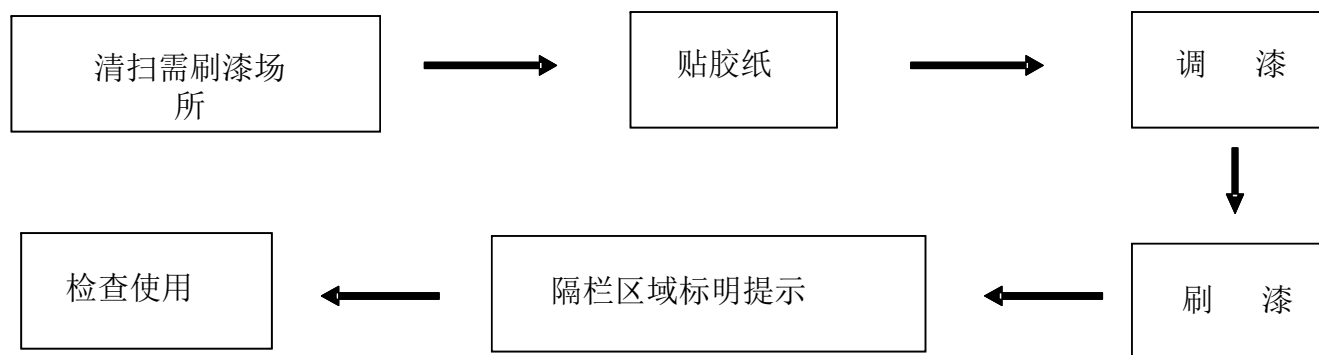 清扫需刷漆场
所
贴胶纸
调 漆
刷 漆
隔栏区域标明提示
检查使用